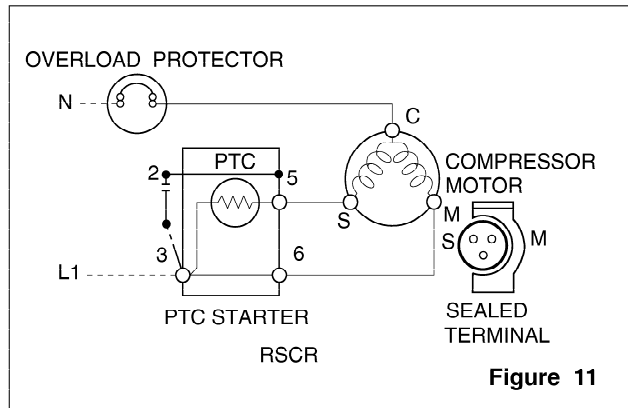 OVERLOAD PROTECTOR
N
C
PTC
2
5
COMPRESSOR
MOTOR
S
M
S
M
3
6
L1
PTC STARTER
SEALED
TERMINAL
RSCR
Figure 11